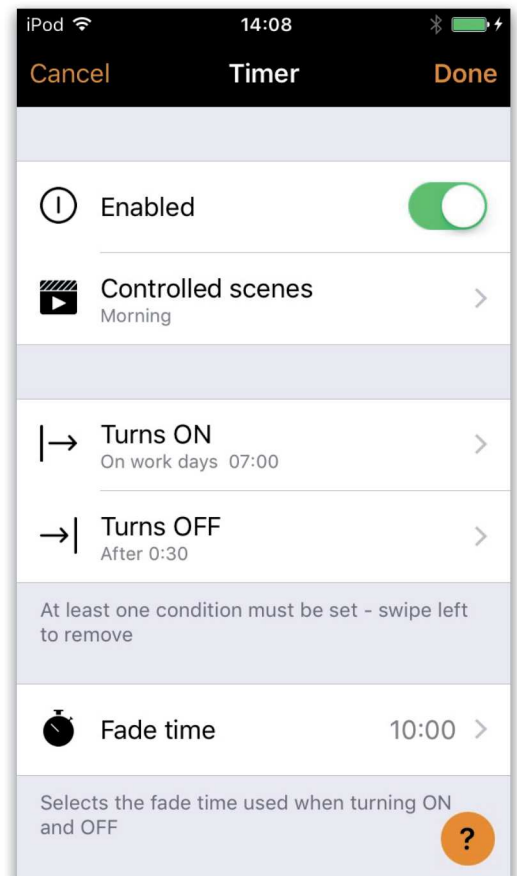 iPod 14:08
Cancel Timer Done
Enabled
Controlled scenes
Morning
Turns ON
On work days 07:00
Turns OFF
After 0:30
At least one condition must be set - swipe left
to remove
Fade time 10:00
Selects the fade time used when turning ON
and OFF
?